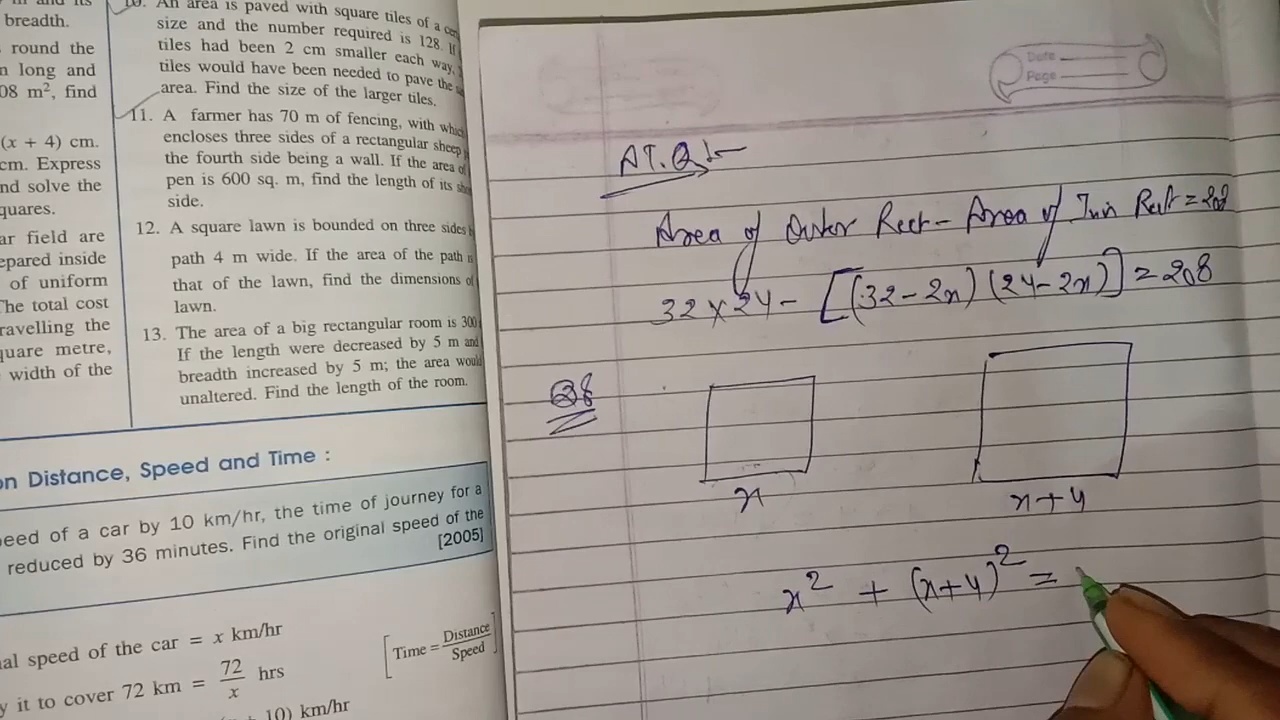 breadth.
round the
n long and
08 m², find
(x + 4) cm.
cm. Express
nd solve the
quares.
ar field are
epared inside
of uniform
The total cost
ravelling the
quare metre,
width of the
10. An area is paved with square tiles of a
size and the number required is 128. If
tiles had been 2 cm smaller each way,
tiles would have been needed to pave the
area. Find the size of the larger tiles.
11. A farmer has 70 m of fencing, with which
encloses three sides of a rectangular sheep
the fourth side being a wall. If the area of
pen is 600 sq. m, find the length of its
side.
12. A square lawn is bounded on three sides
path 4 m wide. If the area of the path
that of the lawn, find the dimensions of
lawn.
13. The area of a big rectangular room is 300
If the length were decreased by 5 m and
breadth increased by 5 m; the area would
unaltered. Find the length of the room.
on Distance, Speed and Time :
eed of a car by 10 km/hr, the time of journey for a
reduced by 36 minutes. Find the original speed of the
[2005]
al speed of the car = x km/hr
y it to cover 72 km = 72/x hrs
[Time = Distance/Speed]
10) km/hr
Date
Page
AT.Q:-
Area of Outer Rect - Area of Inn Rect = 208
32 x 24 - [(32-2x) (24-2x)] = 208
Q8
x
x+4
x² + (x+4)² =